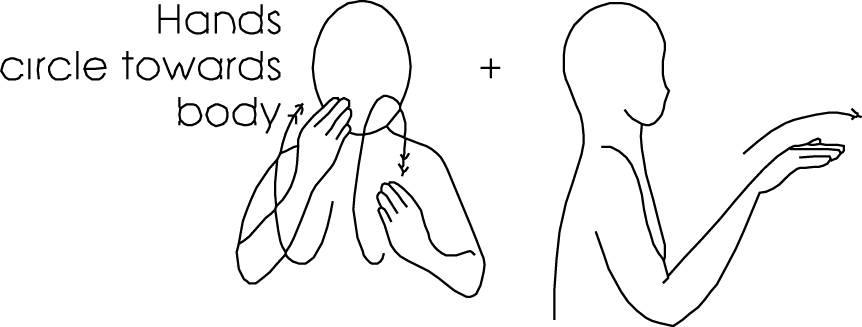 Hands
circle towards
body
+